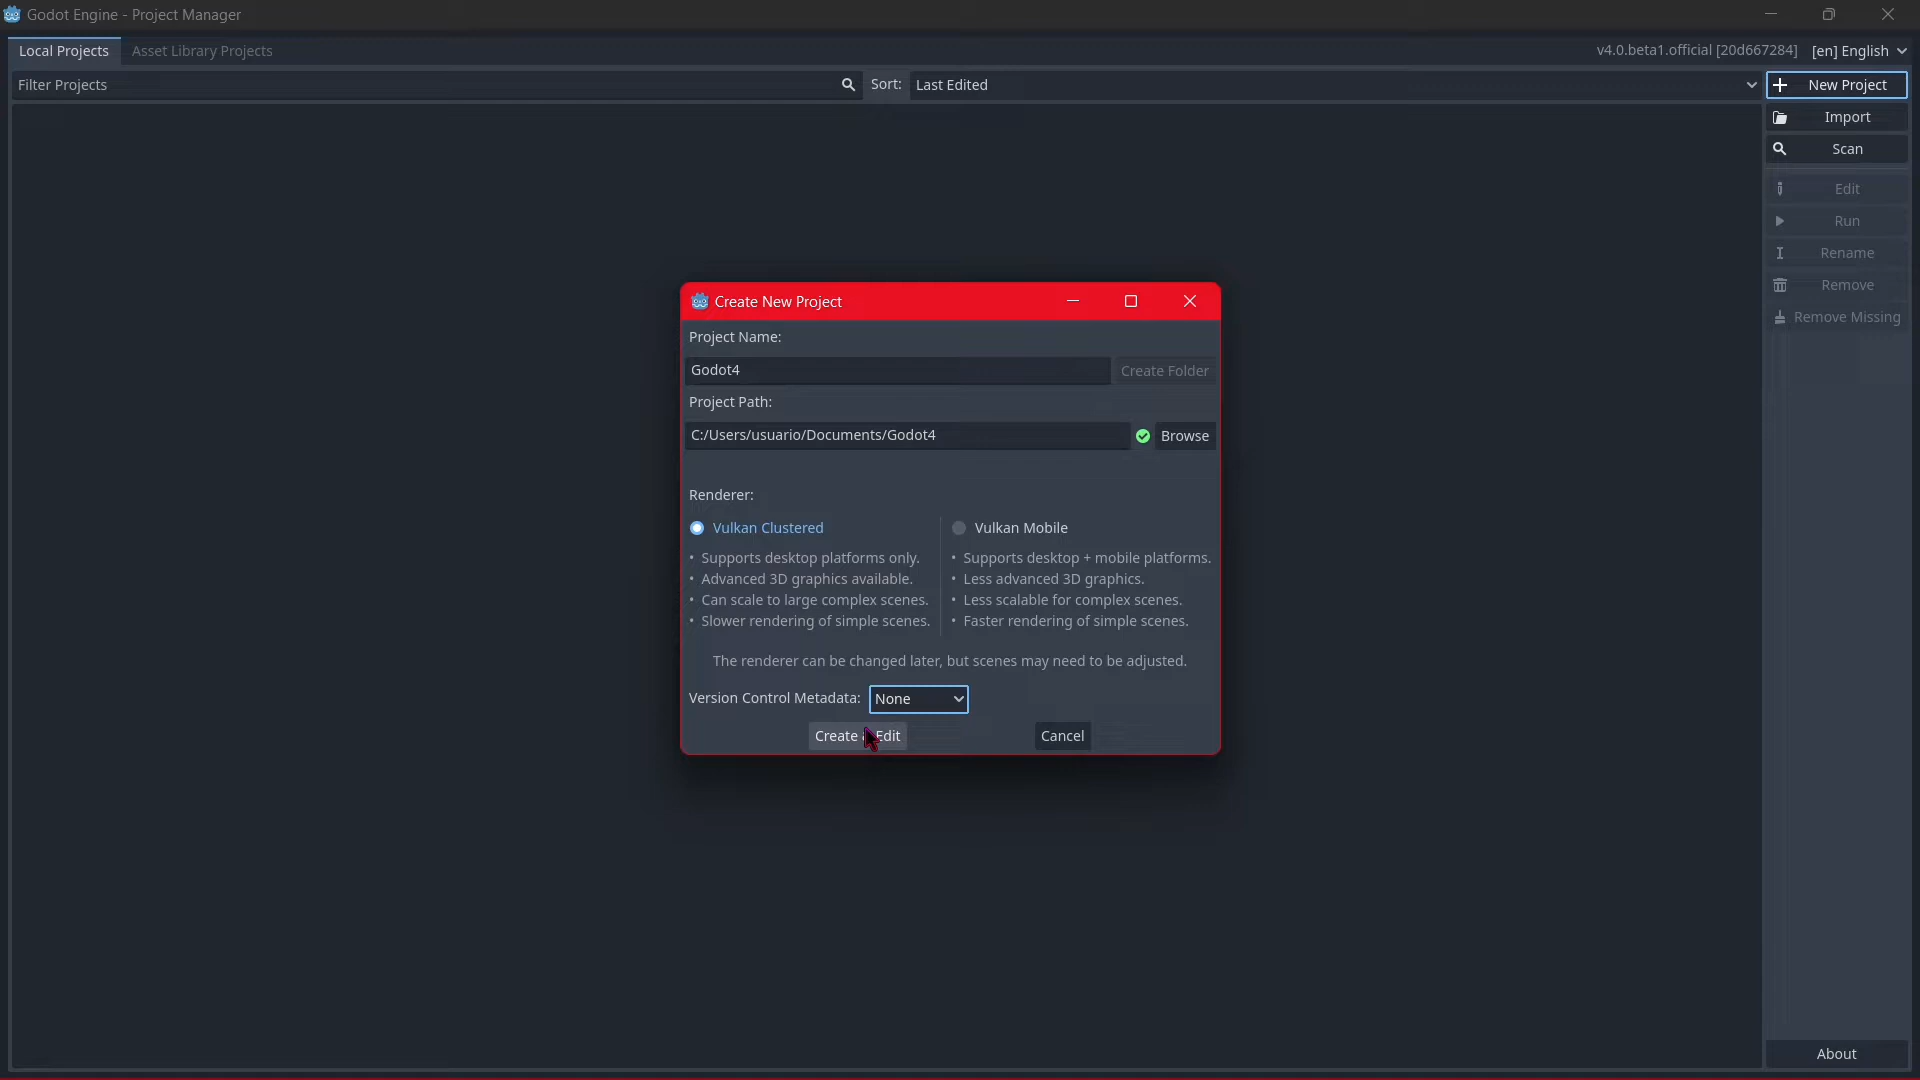 Godot Engine - Project Manager
Local Projects
Asset Library Projects
v4.0.beta1.official [20d667284]
[en] English
Filter Projects
Sort:
Last Edited
New Project
Import
Scan
Edit
Run
Rename
Remove
Remove Missing
Create New Project
Project Name:
Godot4
Create Folder
Project Path:
C:/Users/usuario/Documents/Godot4
Browse
Renderer:
Vulkan Clustered
• Supports desktop platforms only.
• Advanced 3D graphics available.
• Can scale to large complex scenes.
• Slower rendering of simple scenes.
Vulkan Mobile
• Supports desktop + mobile platforms.
• Less advanced 3D graphics.
• Less scalable for complex scenes.
• Faster rendering of simple scenes.
The renderer can be changed later, but scenes may need to be adjusted.
Version Control Metadata:
None
Create & Edit
Cancel
About